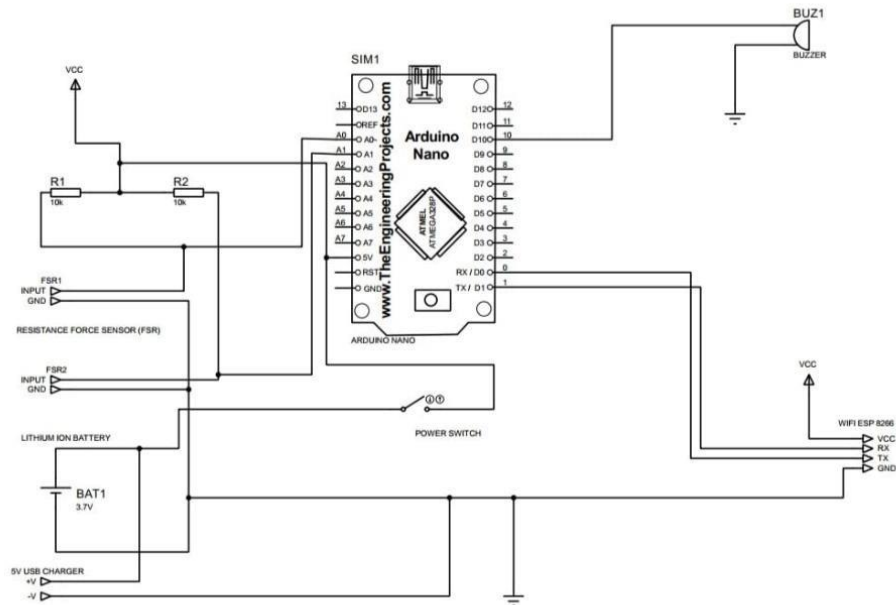 BUZ1
BUZZER
SIM1
VCC
www.TheEngineeringProjects.com
Arduino
Nano
ATMEL
ATMEGA328P
13 D13
REF
A0 A0
A1 A1
A2 A2
A3 A3
A4 A4
A5 A5
A6 A6
A7 A7
5V
RST
GND
D12 12
D11 11
D10 10
D9 9
D8 8
D7 7
D6 6
D5 5
D4 4
D3 3
D2 2
RX / D0 0
TX / D1 1
ARDUINO NANO
R1
10k
R2
10k
FSR1
INPUT
GND
RESISTANCE FORCE SENSOR (FSR)
FSR2
INPUT
GND
POWER SWITCH
LITHIUM ION BATTERY
BAT1
3.7V
5V USB CHARGER
+V
-V
VCC
WIFI ESP 8266
VCC
RX
TX
GND